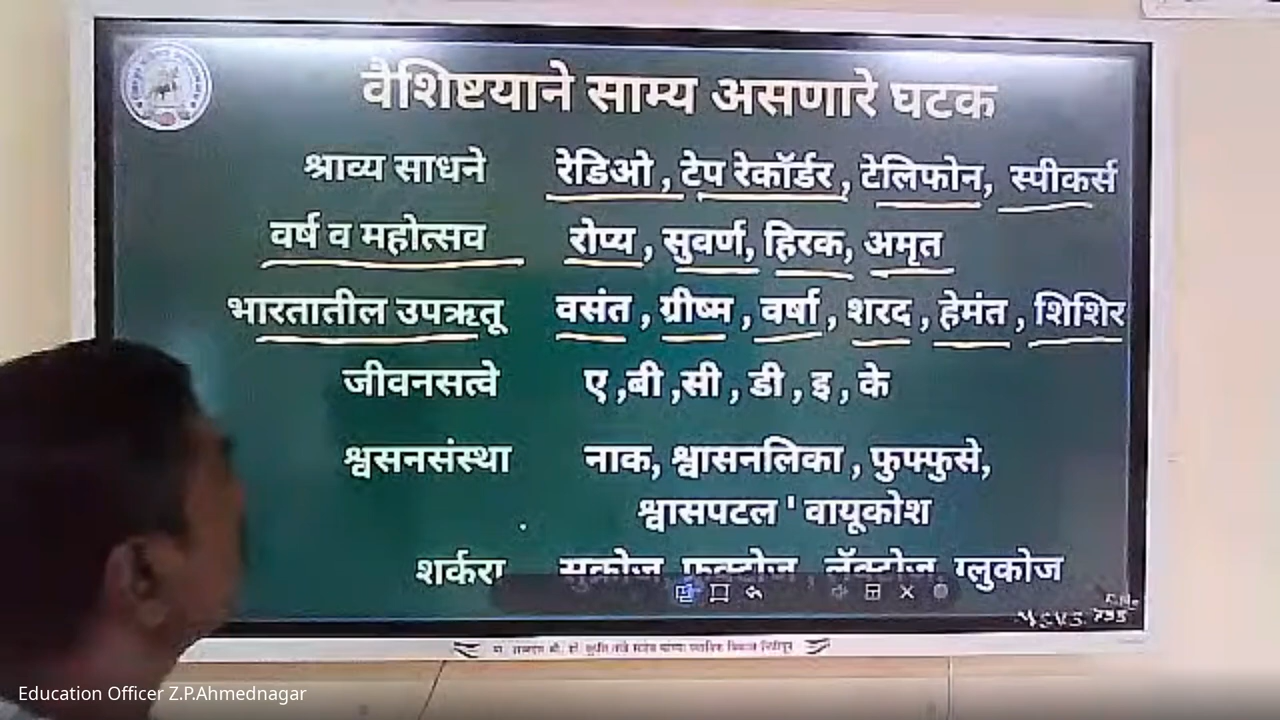 वैशिष्टयाने साम्य असणारे घटक
श्राव्य साधने रेडिओ , टेप रेकॉर्डर , टेलिफोन, स्पीकर्स
वर्ष व महोत्सव रोप्य , सुवर्ण, हिरक, अमृत
भारतातील उपऋतू वसंत , ग्रीष्म , वर्षा , शरद , हेमंत , शिशिर
जीवनसत्वे ए ,बी ,सी , डी , इ , के
श्वसनसंस्था नाक, श्वासनलिका , फुफ्फुसे,
श्वासपटल ' वायूकोश
शर्करा सुक्रोज, फ्रुक्टोज , लॅक्टोज, ग्लुकोज
Education Officer Z.P.Ahmednagar